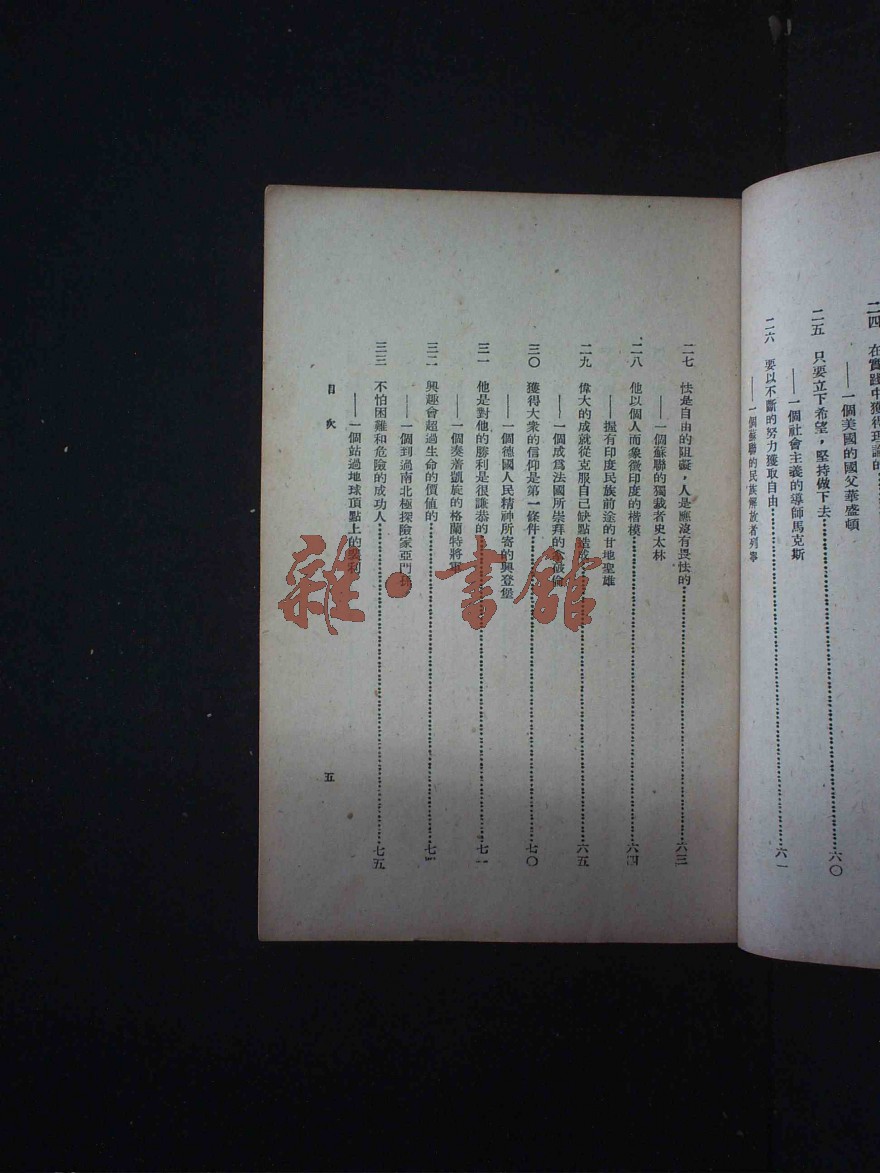 二四 在實踐中獲得理論的
——一個美國的國父華盛頓
二五 只要立下希望，堅持做下去…………六〇
——一個社會主義的導師馬克斯
二六 要以不斷的努力獲取自由…………六一
——一個蘇聯的民族解放者列寧
二七 怯是自由的阻礙，人是應沒有畏怯的…………六三
——一個蘇聯的獨裁者史太林
二八 他以個人而象徵印度的楷模…………六四
——握有印度民族前途的甘地聖雄
二九 偉大的成就從克服自己缺點造成…………六五
——一個成爲法國所崇拜的拿破倫
三〇 獲得大衆的信仰是第一條件…………七〇
——一個德國人民精神所寄的興登堡
三一 他是對他的勝利是很謙恭的…………七一
——一個奏着凱旋的格蘭特將軍
三二 興趣會超過生命的價值的…………七
——一個到過南北極探險家亞門
三三 不怕困難和危險的成功人…………七五
——一個站過地球頂點上的利
目次
五
雜·書館